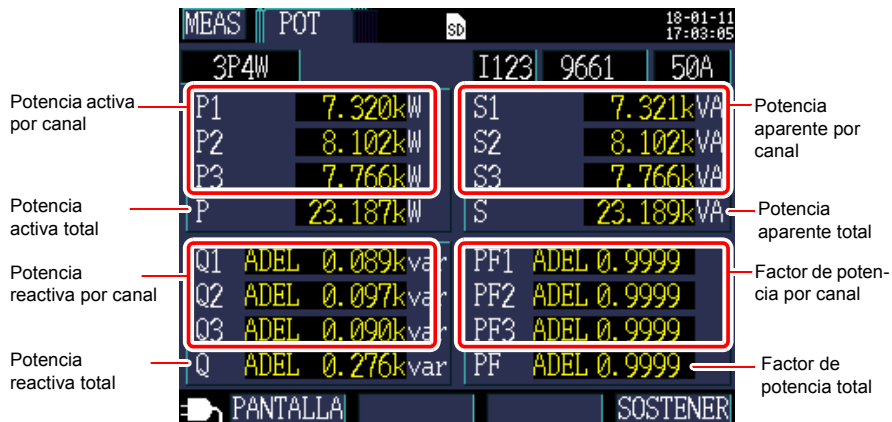 MEAS POT SD 18-01-11
17:03:05
3P4W I123 9661 50A
Potencia activa
por canal
P1 7.320kW
P2 8.102kW
P3 7.766kW
S1 7.321kVA
S2 8.102kVA
S3 7.766kVA
Potencia
aparente por
canal
Potencia
activa total
P 23.187kW
S 23.189kVA
Potencia
aparente total
Potencia
reactiva por canal
Q1 ADEL 0.089kvar
Q2 ADEL 0.097kvar
Q3 ADEL 0.090kvar
PF1 ADEL 0.9999
PF2 ADEL 0.9999
PF3 ADEL 0.9999
Factor de poten-
cia por canal
Potencia
reactiva total
Q ADEL 0.276kvar
PF ADEL 0.9999
Factor de
potencia total
PANTALLA SOSTENER